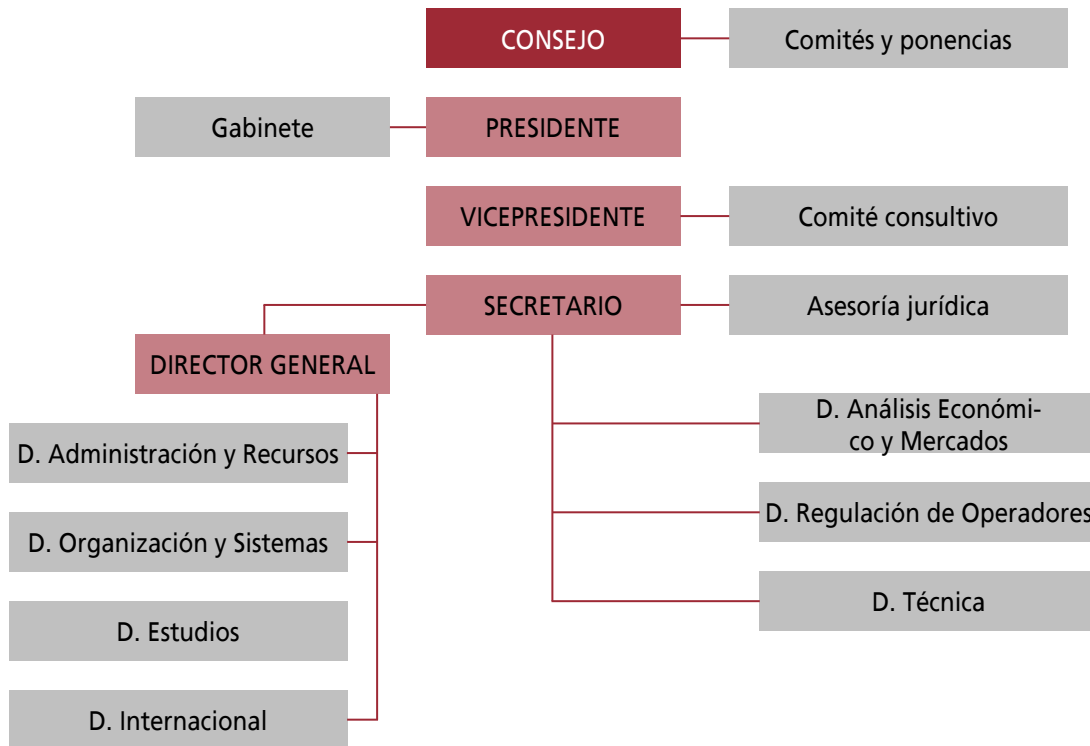 CONSEJO
Comités y ponencias
Gabinete
PRESIDENTE
VICEPRESIDENTE
Comité consultivo
SECRETARIO
Asesoría jurídica
DIRECTOR GENERAL
D. Análisis Económi-
co y Mercados
D. Administración y Recursos
D. Regulación de Operadores
D. Organización y Sistemas
D. Técnica
D. Estudios
D. Internacional